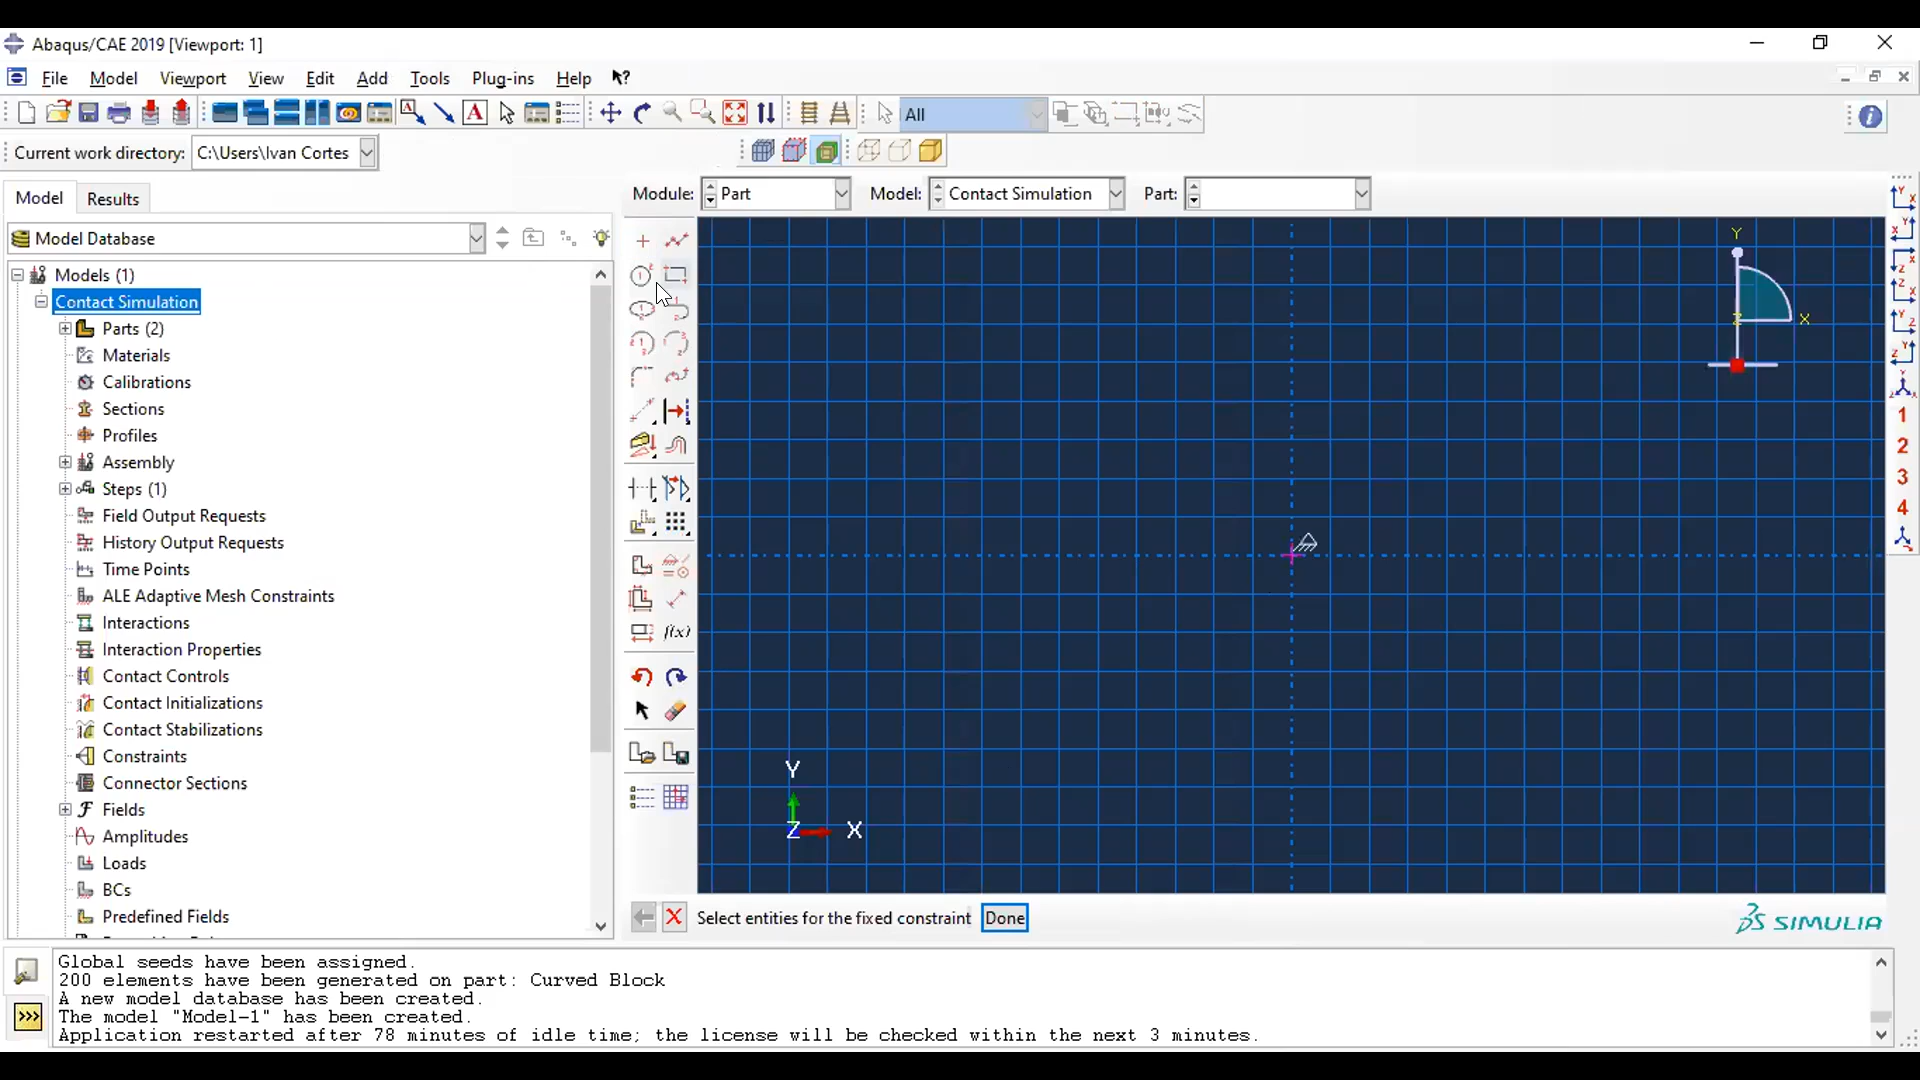 Abaqus/CAE 2019 [Viewport: 1]
File Model Viewport View Edit Add Tools Plug-ins Help
All
Current work directory: C:\Users\Ivan Cortes
Model Results
Module: Part Model: Contact Simulation Part:
Model Database
Models (1)
Contact Simulation
Parts (2)
Materials
Calibrations
Sections
Profiles
Assembly
Steps (1)
Field Output Requests
History Output Requests
Time Points
ALE Adaptive Mesh Constraints
Interactions
Interaction Properties
Contact Controls
Contact Initializations
Contact Stabilizations
Constraints
Connector Sections
Fields
Amplitudes
Loads
BCs
Predefined Fields
f(x)
Y
Z X
Y
Z X
1
2
3
4
Select entities for the fixed constraint Done
SIMULIA
Global seeds have been assigned.
200 elements have been generated on part: Curved Block
A new model database has been created.
The model "Model-1" has been created.
Application restarted after 78 minutes of idle time; the license will be checked within the next 3 minutes.